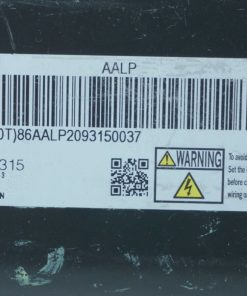 AALP
0T)86AALP2093150037
315
WARNING
To avoid
Set the
before c
wiring o
N